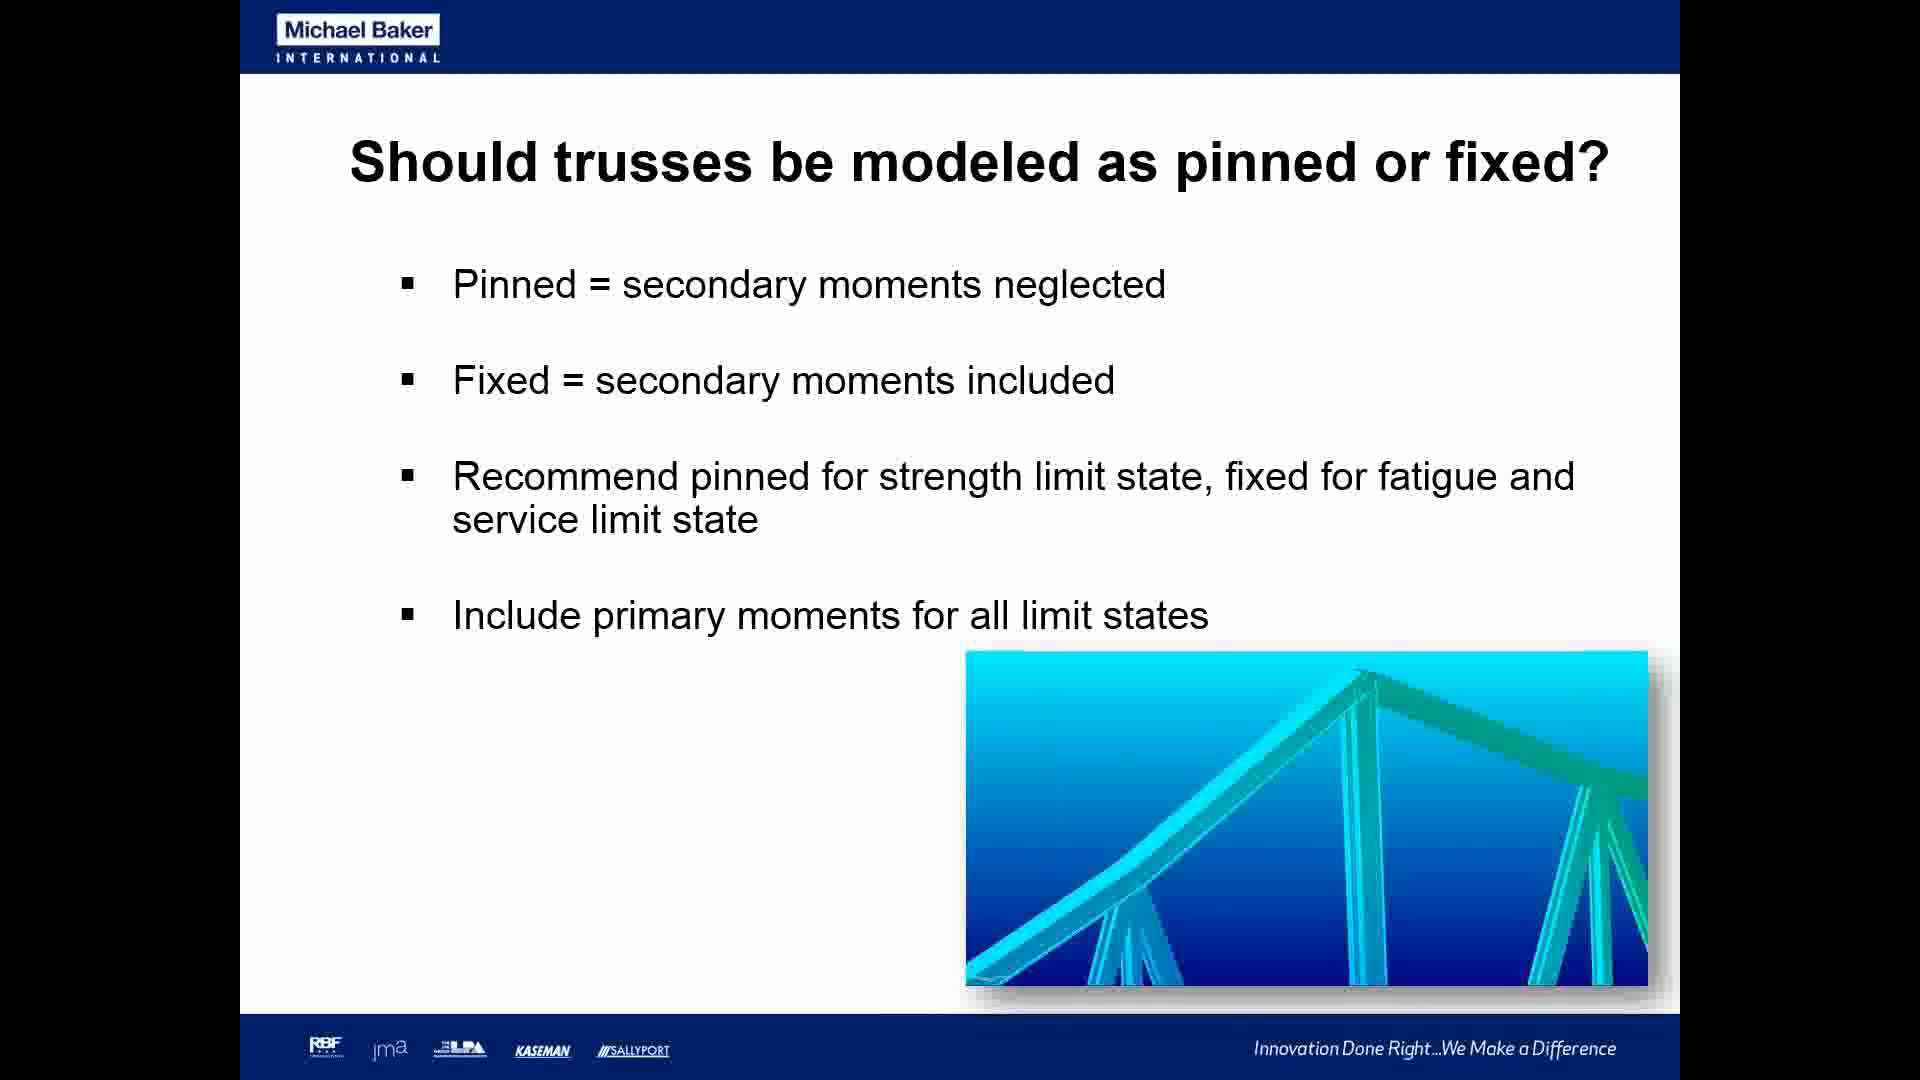 Michael Baker
INTERNATIONAL
Should trusses be modeled as pinned or fixed?
▪ Pinned = secondary moments neglected
▪ Fixed = secondary moments included
▪ Recommend pinned for strength limit state, fixed for fatigue and
service limit state
▪ Include primary moments for all limit states
RBF
jma
LPA
KASEMAN
SALLYPORT
Innovation Done Right...We Make a Difference